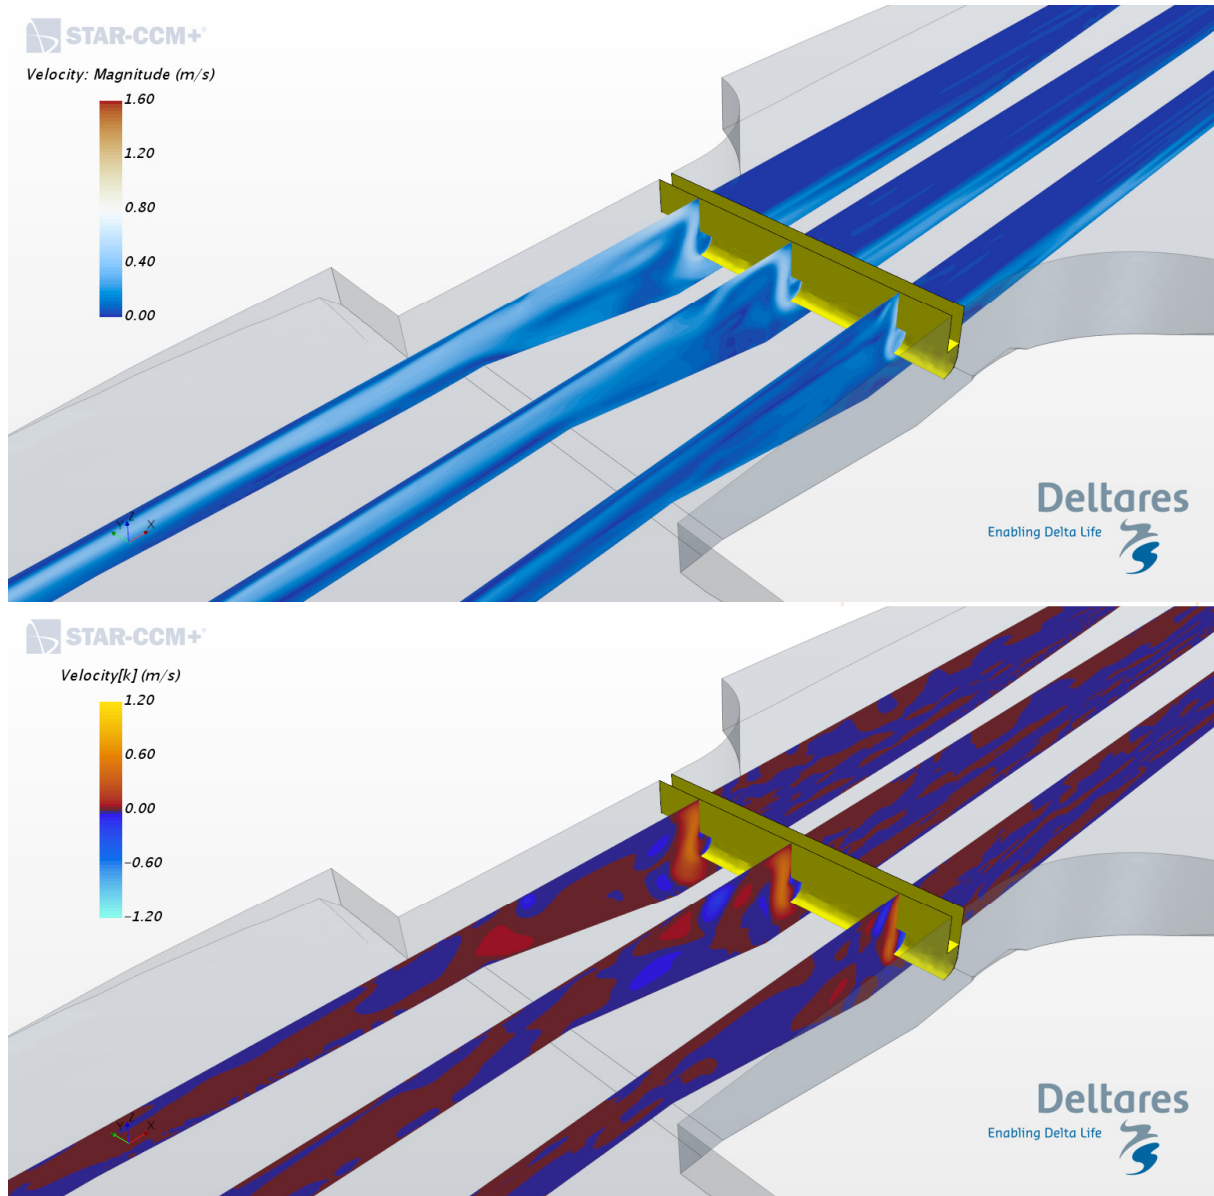 STAR-CCM+®
Velocity: Magnitude (m/s)
1.60
1.20
0.80
0.40
0.00
Z
Y
X
Deltares
Enabling Delta Life
STAR-CCM+®
Velocity[k] (m/s)
1.20
0.60
0.00
-0.60
-1.20
Z
Y
X
Deltares
Enabling Delta Life